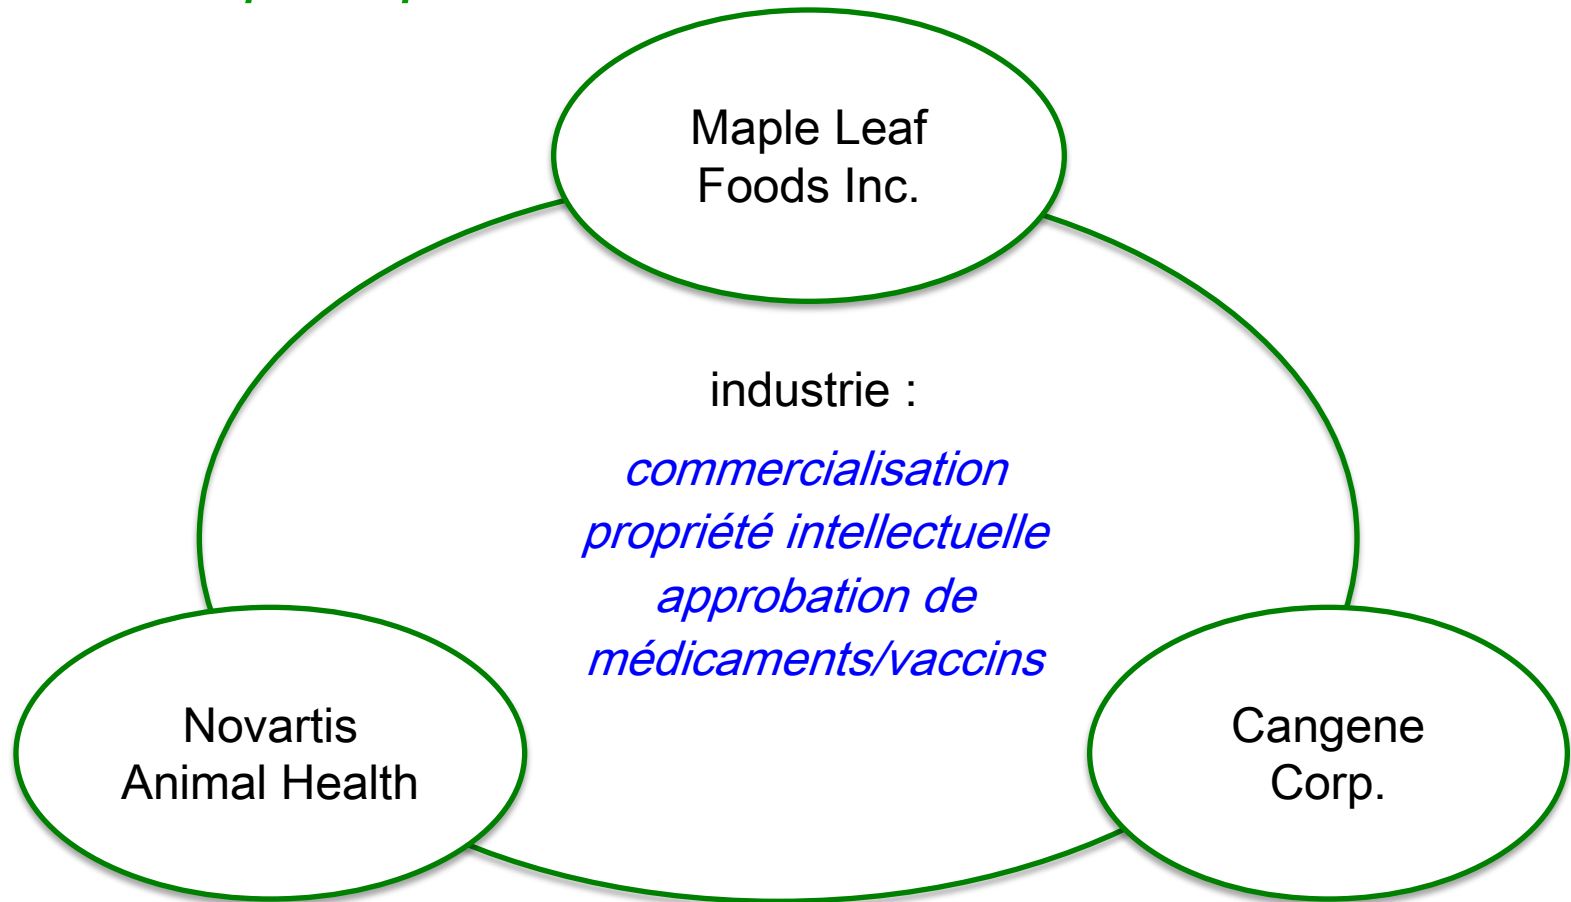 Maple Leaf
Foods Inc.
industrie :
commercialisation
propriété intellectuelle
approbation de
médicaments/vaccins
Novartis
Animal Health
Cangene
Corp.